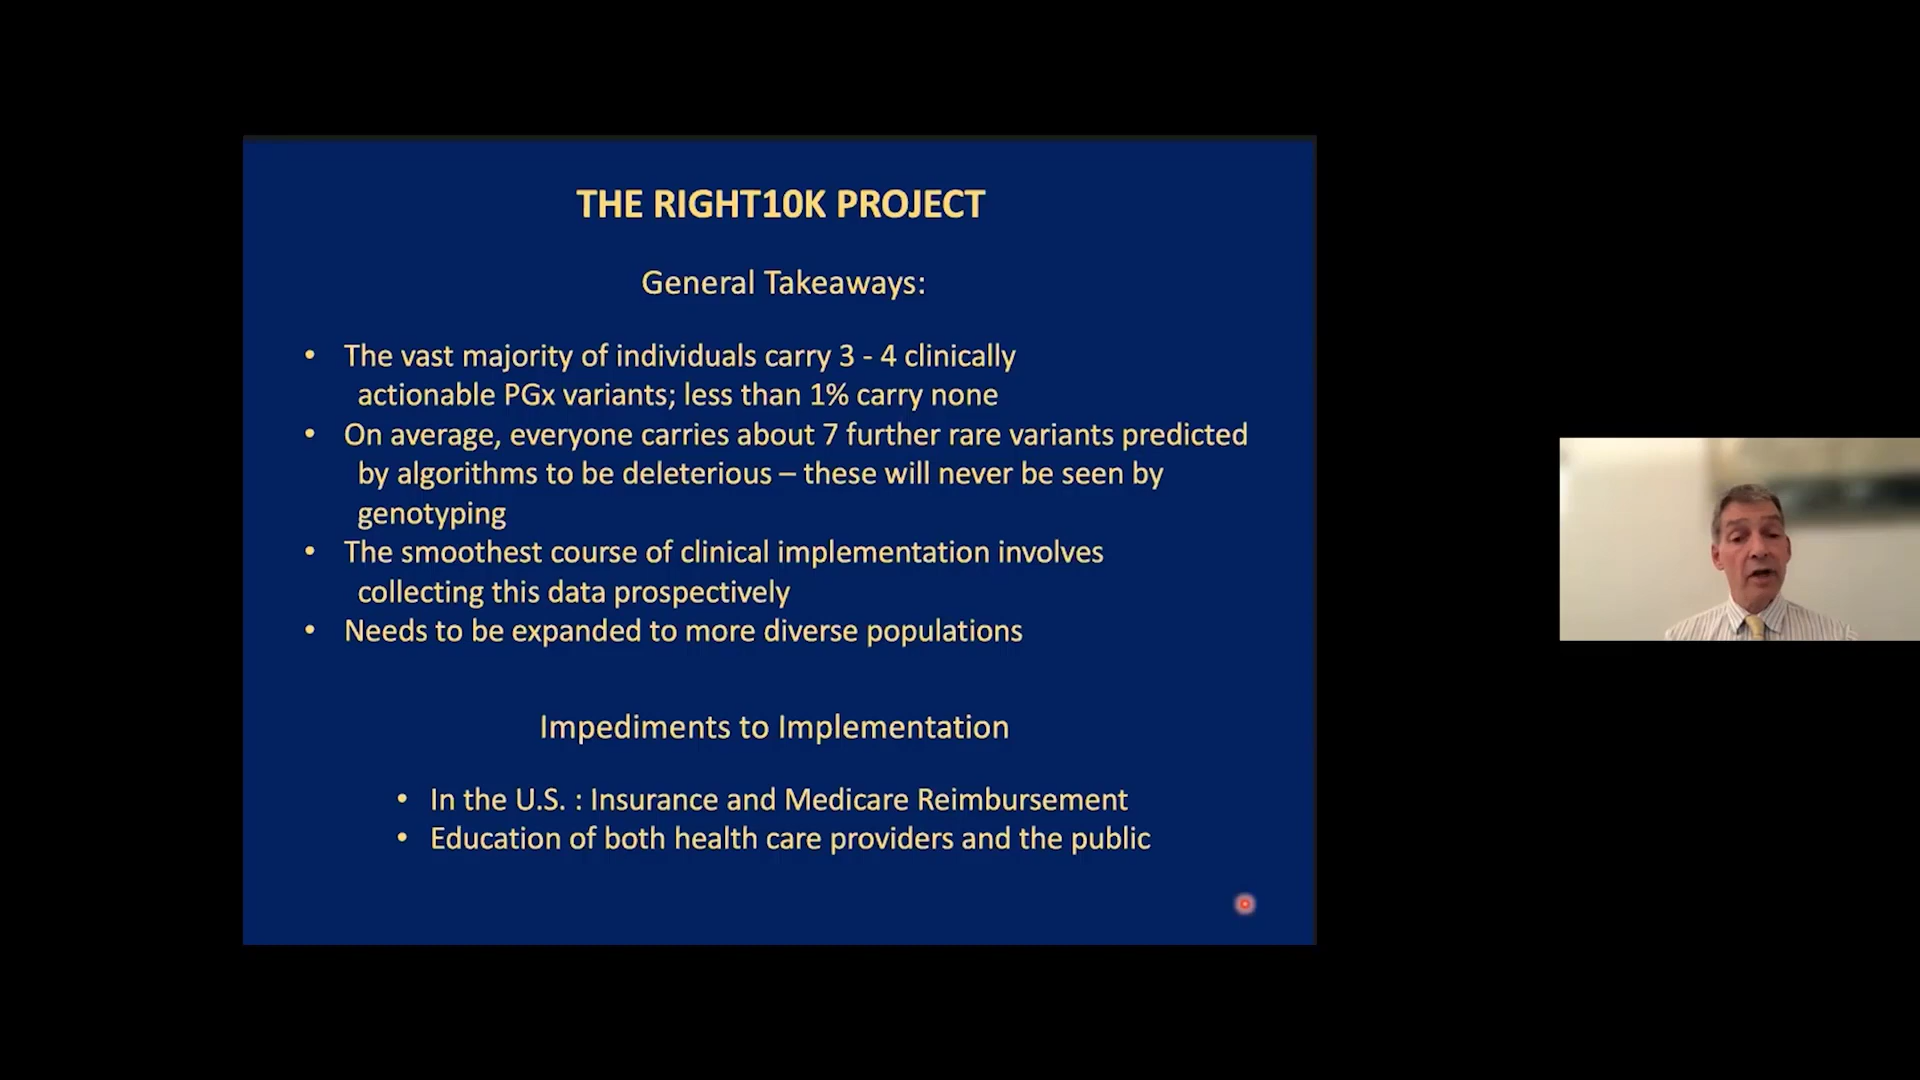 THE RIGHT10K PROJECT
General Takeaways:
• The vast majority of individuals carry 3 - 4 clinically
actionable PGx variants; less than 1% carry none
• On average, everyone carries about 7 further rare variants predicted
by algorithms to be deleterious – these will never be seen by
genotyping
• The smoothest course of clinical implementation involves
collecting this data prospectively
• Needs to be expanded to more diverse populations
Impediments to Implementation
• In the U.S. : Insurance and Medicare Reimbursement
• Education of both health care providers and the public